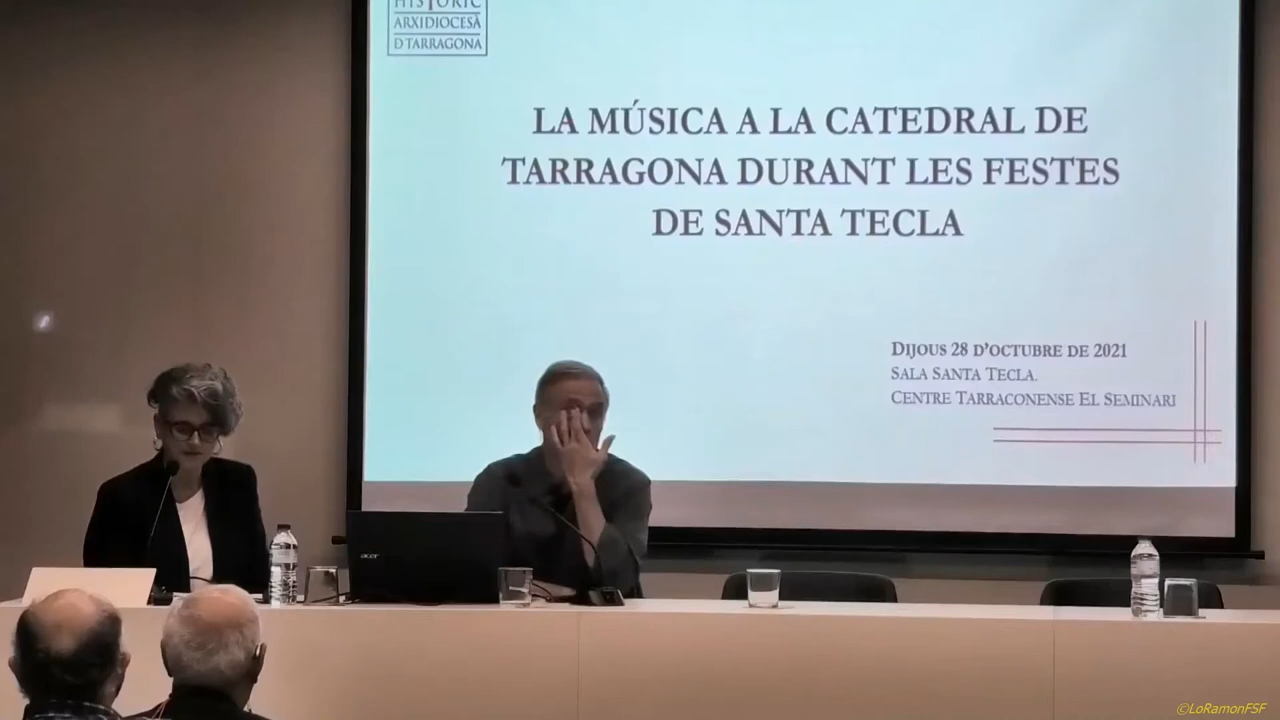 HISTÒRIC
ARXIDIOCESÀ
D TARRAGONA
LA MÚSICA A LA CATEDRAL DE
TARRAGONA DURANT LES FESTES
DE SANTA TECLA
DIJOUS 28 D'OCTUBRE DE 2021
SALA SANTA TECLA.
CENTRE TARRACONENSE EL SEMINARI
acer
©LoRamonFSF